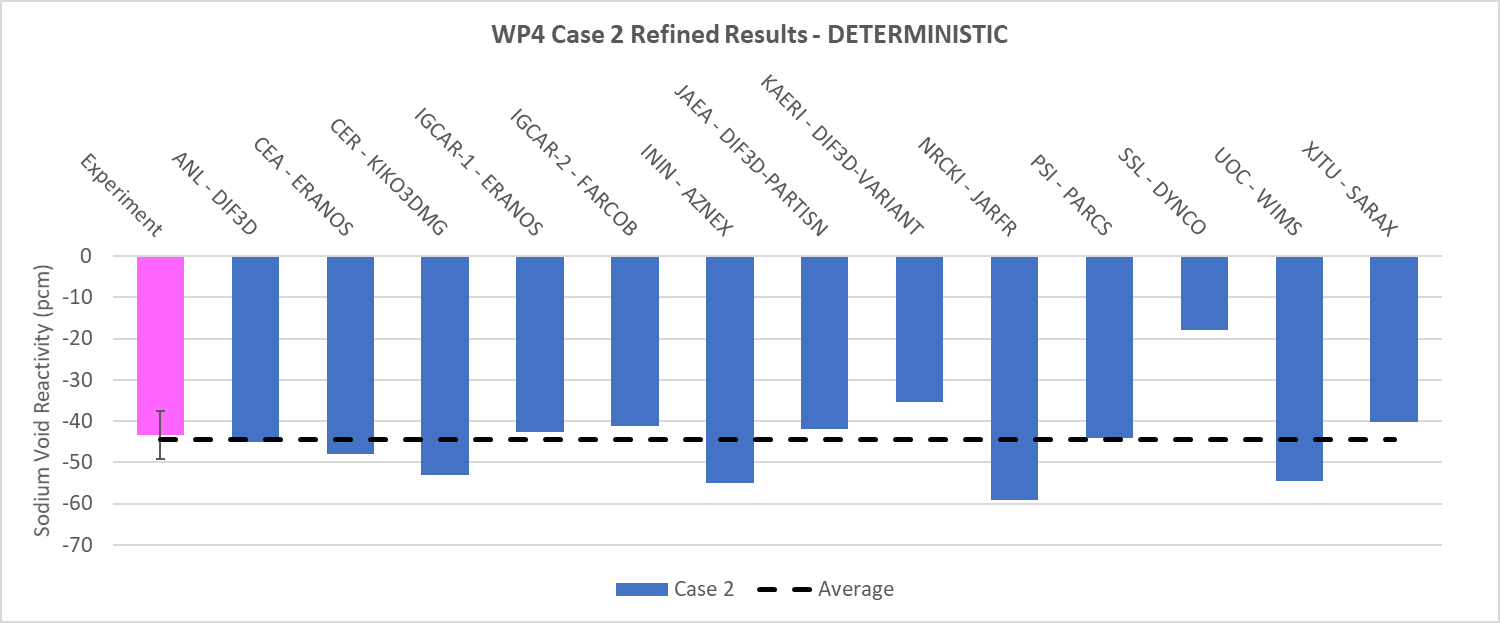 WP4 Case 2 Refined Results - DETERMINISTIC
Experiment
ANL - DIF3D
CEA - ERANOS
CER - KIKO3DMG
IGCAR-1 - ERANOS
IGCAR-2 - FARCOB
ININ - AZNEX
JAEA - DIF3D-PARTISN
KAERI - DIF3D-VARIANT
NRCKI - JARFR
PSI - PARCS
SSL - DYNCO
UOC - WIMS
XJTU - SARAX
Sodium Void Reactivity (pcm)
0
-10
-20
-30
-40
-50
-60
-70
Case 2
Average